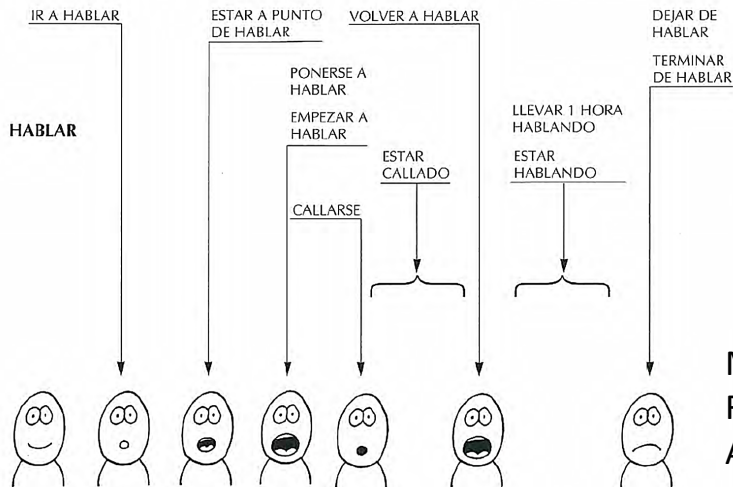 IR A HABLAR
ESTAR A PUNTO
DE HABLAR
VOLVER A HABLAR
DEJAR DE
HABLAR
TERMINAR
DE HABLAR
PONERSE A
HABLAR
EMPEZAR A
HABLAR
HABLAR
LLEVAR 1 HORA
HABLANDO
ESTAR
CALLADO
ESTAR
HABLANDO
CALLARSE